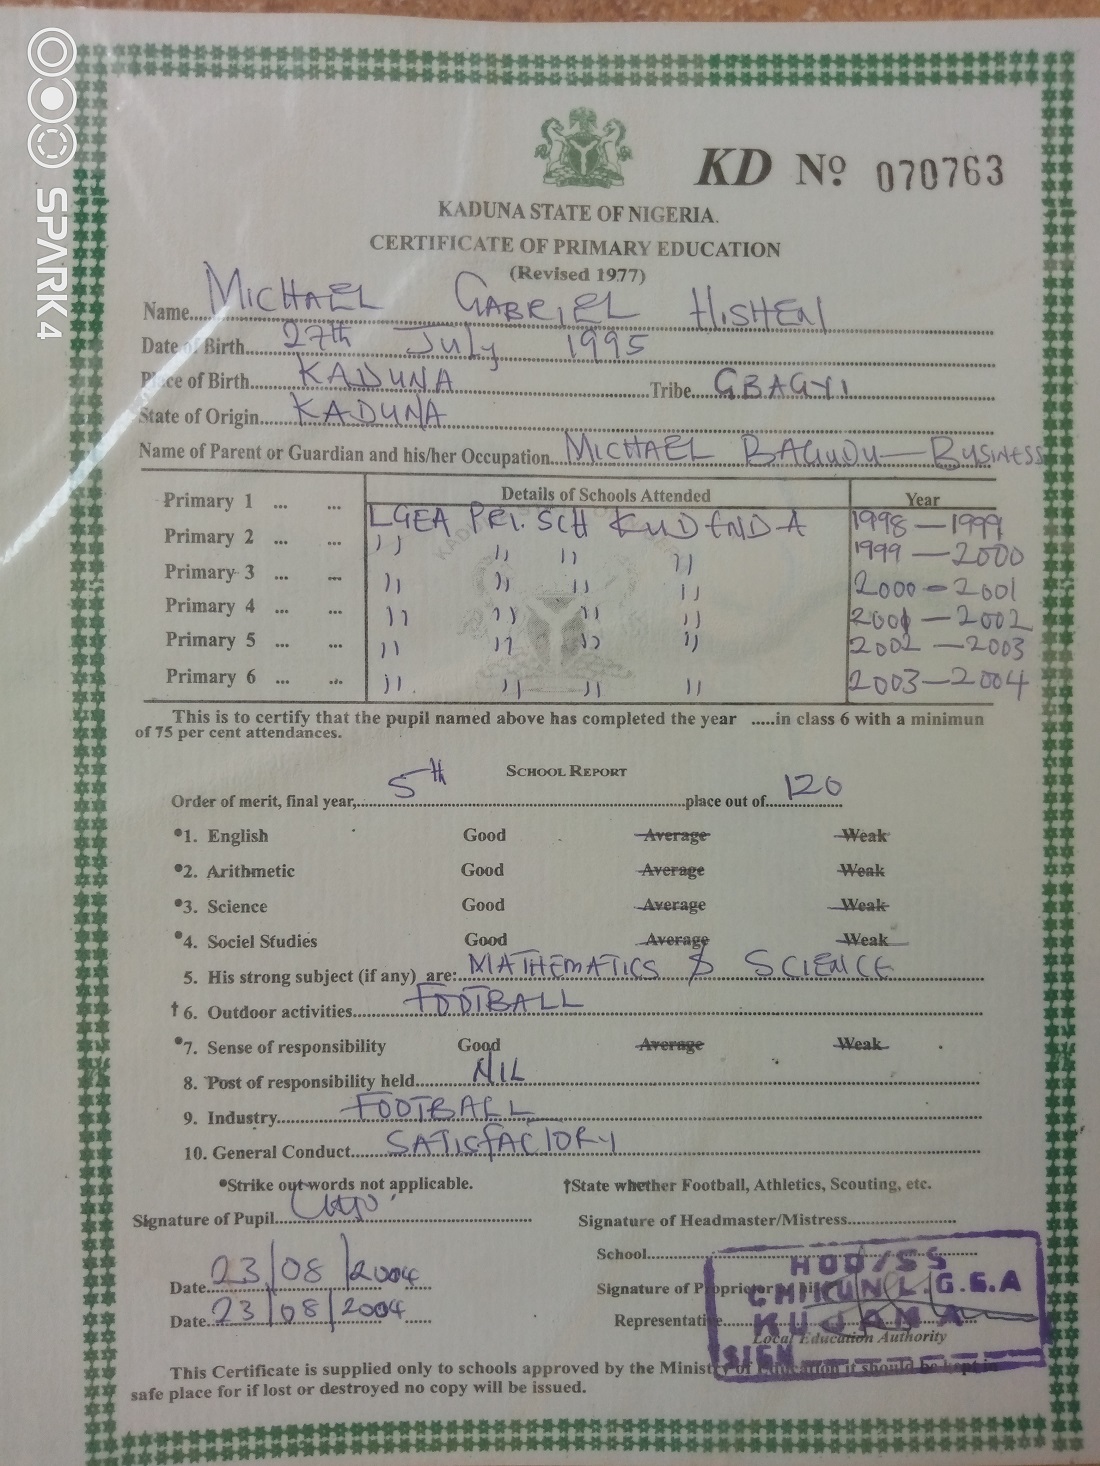 SPARK 4
KD Nº 070763
KADUNA STATE OF NIGERIA.
CERTIFICATE OF PRIMARY EDUCATION
(Revised 1977)
Name... MICHAEL GABRIEL HISHEN
Date of Birth... 27th July 1995
Place of Birth... KADUNA Tribe... GBAGYI
State of Origin... KADUNA
Name of Parent or Guardian and his/her Occupation... MICHAEL BAGUDU — BUSINESS
Details of Schools Attended Year
Primary 1 ... ... LGEA PRI. SCH KUDENDA 1998 — 1999
Primary 2 ... ... ,, ,, ,, ,, 1999 — 2000
Primary 3 ... ... ,, ,, ,, ,, 2000 - 2001
Primary 4 ... ... ,, ,, ,, ,, 2001 — 2002
Primary 5 ... ... ,, ,, ,, ,, 2002 — 2003
Primary 6 ... ... ,, ,, ,, ,, 2003 — 2004
This is to certify that the pupil named above has completed the year .....in class 6 with a minimun
of 75 per cent attendances.
SCHOOL REPORT
Order of merit, final year,... 5th ...place out of... 120
*1. English Good Average Weak
*2. Arithmetic Good Average Weak
*3. Science Good Average Weak
*4. Sociel Studies Good Average Weak
5. His strong subject (if any) are:... MATHEMATICS & SCIENCE
†6. Outdoor activities... FOOTBALL
*7. Sense of responsibility Good Average Weak
8. Post of responsibility held... NIL
9. Industry... FOOTBALL
10. General Conduct... SATISFACTORY
*Strike out words not applicable. †State whether Football, Athletics, Scouting, etc.
Signature of Pupil... Signature of Headmaster/Mistress...
School...
HOD/SS
Date... 23/08/2004 Signature of Proprietor
CHIKUN L.G.E.A
Date... 23/08/2004 Representative...
KUJAMA
Local Education Authority
SIGN
This Certificate is supplied only to schools approved by the Ministry of Education it should be kept in
safe place for if lost or destroyed no copy will be issued.